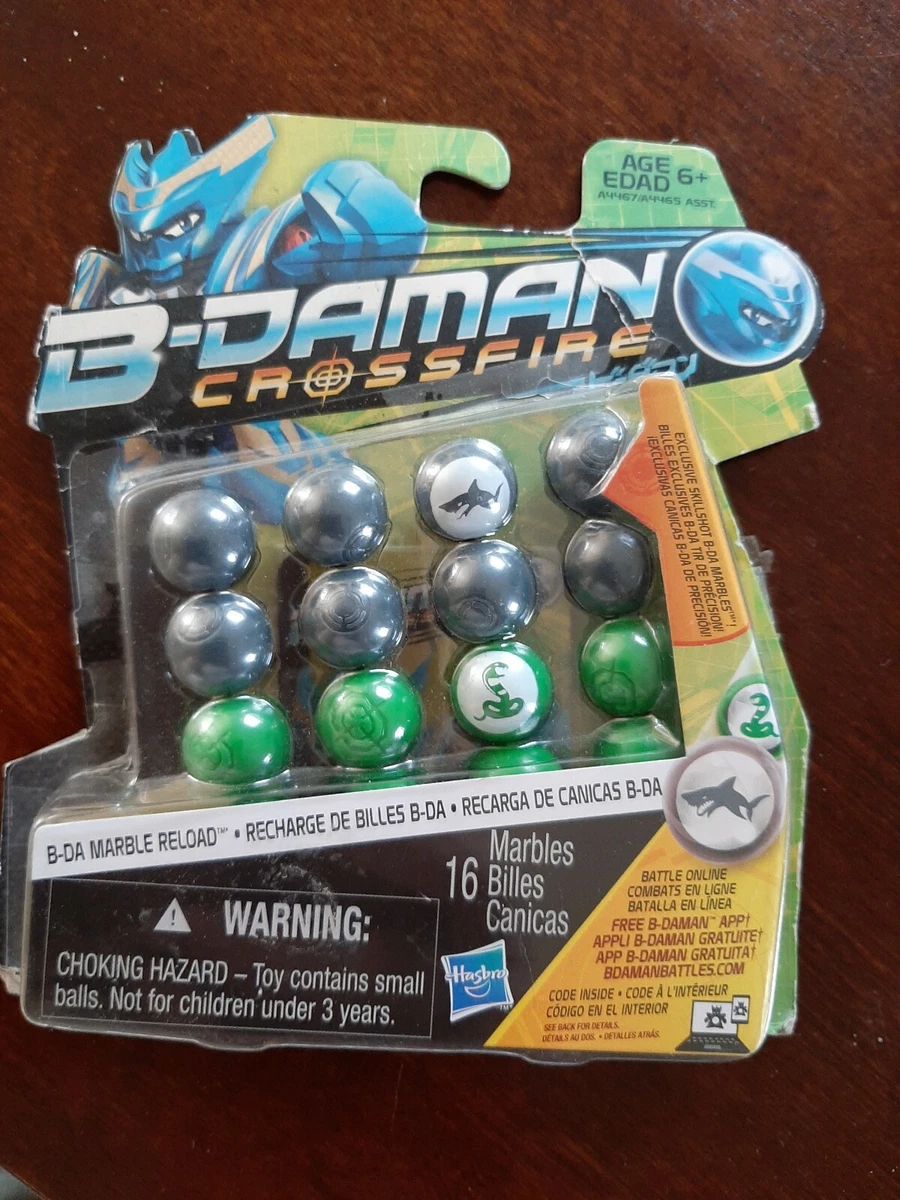 AGE
EDAD 6+
A4467/A4465 ASST.
B-DAMAN
CROSSFIRE
EXCLUSIVE SKILLSHOT B-DA MARBLES™!
BILLES EXCLUSIVES B-DA TIR DE PRÉCISION!
¡EXCLUSIVAS CANICAS B-DA DE PRECISIÓN!
B-DA MARBLE RELOAD™ • RECHARGE DE BILLES B-DA • RECARGA DE CANICAS B-DA
16 Marbles
Billes
Canicas
WARNING:
CHOKING HAZARD – Toy contains small
balls. Not for children under 3 years.
Hasbro
TM
BATTLE ONLINE
COMBATS EN LIGNE
BATALLA EN LÍNEA
FREE B-DAMAN™ APP†
APPLI B-DAMAN GRATUITE†
APP B-DAMAN GRATUITA†
BDAMANBATTLES.COM
CODE INSIDE • CODE À L'INTÉRIEUR
CÓDIGO EN EL INTERIOR
SEE BACK FOR DETAILS.
DÉTAILS AU DOS. • DETALLES ATRÁS.